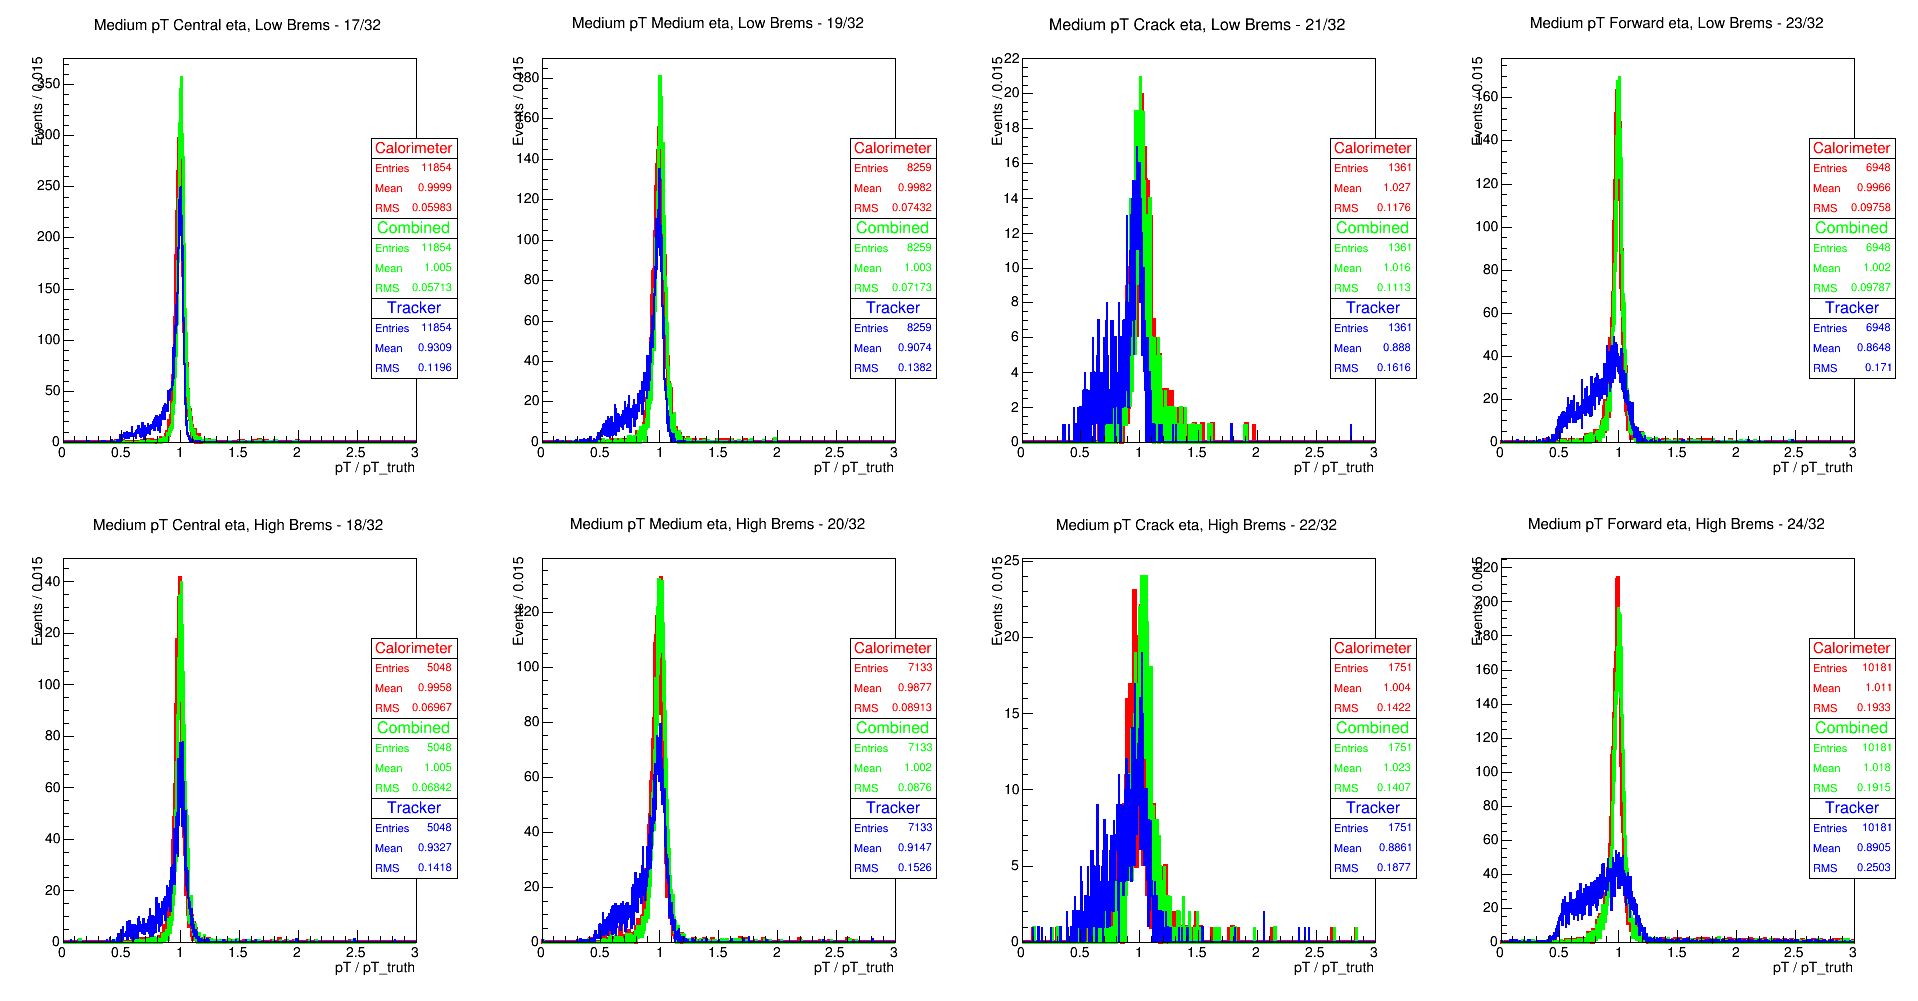 Medium pT Central eta, Low Brems - 17/32
Events / 0.015
350
300
250
200
150
100
50
0
0 0.5 1 1.5 2 2.5 3
pT / pT_truth
Calorimeter
Entries 11854
Mean 0.9999
RMS 0.05983
Combined
Entries 11854
Mean 1.005
RMS 0.05713
Tracker
Entries 11854
Mean 0.9309
RMS 0.1196
Medium pT Medium eta, Low Brems - 19/32
Events / 0.015
180
160
140
120
100
80
60
40
20
0
0 0.5 1 1.5 2 2.5 3
pT / pT_truth
Calorimeter
Entries 8259
Mean 0.9982
RMS 0.07432
Combined
Entries 8259
Mean 1.003
RMS 0.07173
Tracker
Entries 8259
Mean 0.9074
RMS 0.1382
Medium pT Crack eta, Low Brems - 21/32
Events / 0.015
22
20
18
16
14
12
10
8
6
4
2
0
0 0.5 1 1.5 2 2.5 3
pT / pT_truth
Calorimeter
Entries 1361
Mean 1.027
RMS 0.1176
Combined
Entries 1361
Mean 1.016
RMS 0.1113
Tracker
Entries 1361
Mean 0.888
RMS 0.1616
Medium pT Forward eta, Low Brems - 23/32
Events / 0.015
160
140
120
100
80
60
40
20
0
0 0.5 1 1.5 2 2.5 3
pT / pT_truth
Calorimeter
Entries 6948
Mean 0.9966
RMS 0.09758
Combined
Entries 6948
Mean 1.002
RMS 0.09787
Tracker
Entries 6948
Mean 0.8648
RMS 0.171
Medium pT Central eta, High Brems - 18/32
Events / 0.015
140
120
100
80
60
40
20
0
0 0.5 1 1.5 2 2.5 3
pT / pT_truth
Calorimeter
Entries 5048
Mean 0.9958
RMS 0.06967
Combined
Entries 5048
Mean 1.005
RMS 0.06842
Tracker
Entries 5048
Mean 0.9327
RMS 0.1418
Medium pT Medium eta, High Brems - 20/32
Events / 0.015
120
100
80
60
40
20
0
0 0.5 1 1.5 2 2.5 3
pT / pT_truth
Calorimeter
Entries 7133
Mean 0.9877
RMS 0.08913
Combined
Entries 7133
Mean 1.002
RMS 0.0876
Tracker
Entries 7133
Mean 0.9147
RMS 0.1526
Medium pT Crack eta, High Brems - 22/32
Events / 0.015
25
20
15
10
5
0
0 0.5 1 1.5 2 2.5 3
pT / pT_truth
Calorimeter
Entries 1751
Mean 1.004
RMS 0.1422
Combined
Entries 1751
Mean 1.023
RMS 0.1407
Tracker
Entries 1751
Mean 0.8861
RMS 0.1877
Medium pT Forward eta, High Brems - 24/32
Events / 0.015
220
200
180
160
140
120
100
80
60
40
20
0
0 0.5 1 1.5 2 2.5 3
pT / pT_truth
Calorimeter
Entries 10181
Mean 1.011
RMS 0.1933
Combined
Entries 10181
Mean 1.018
RMS 0.1915
Tracker
Entries 10181
Mean 0.8905
RMS 0.2503